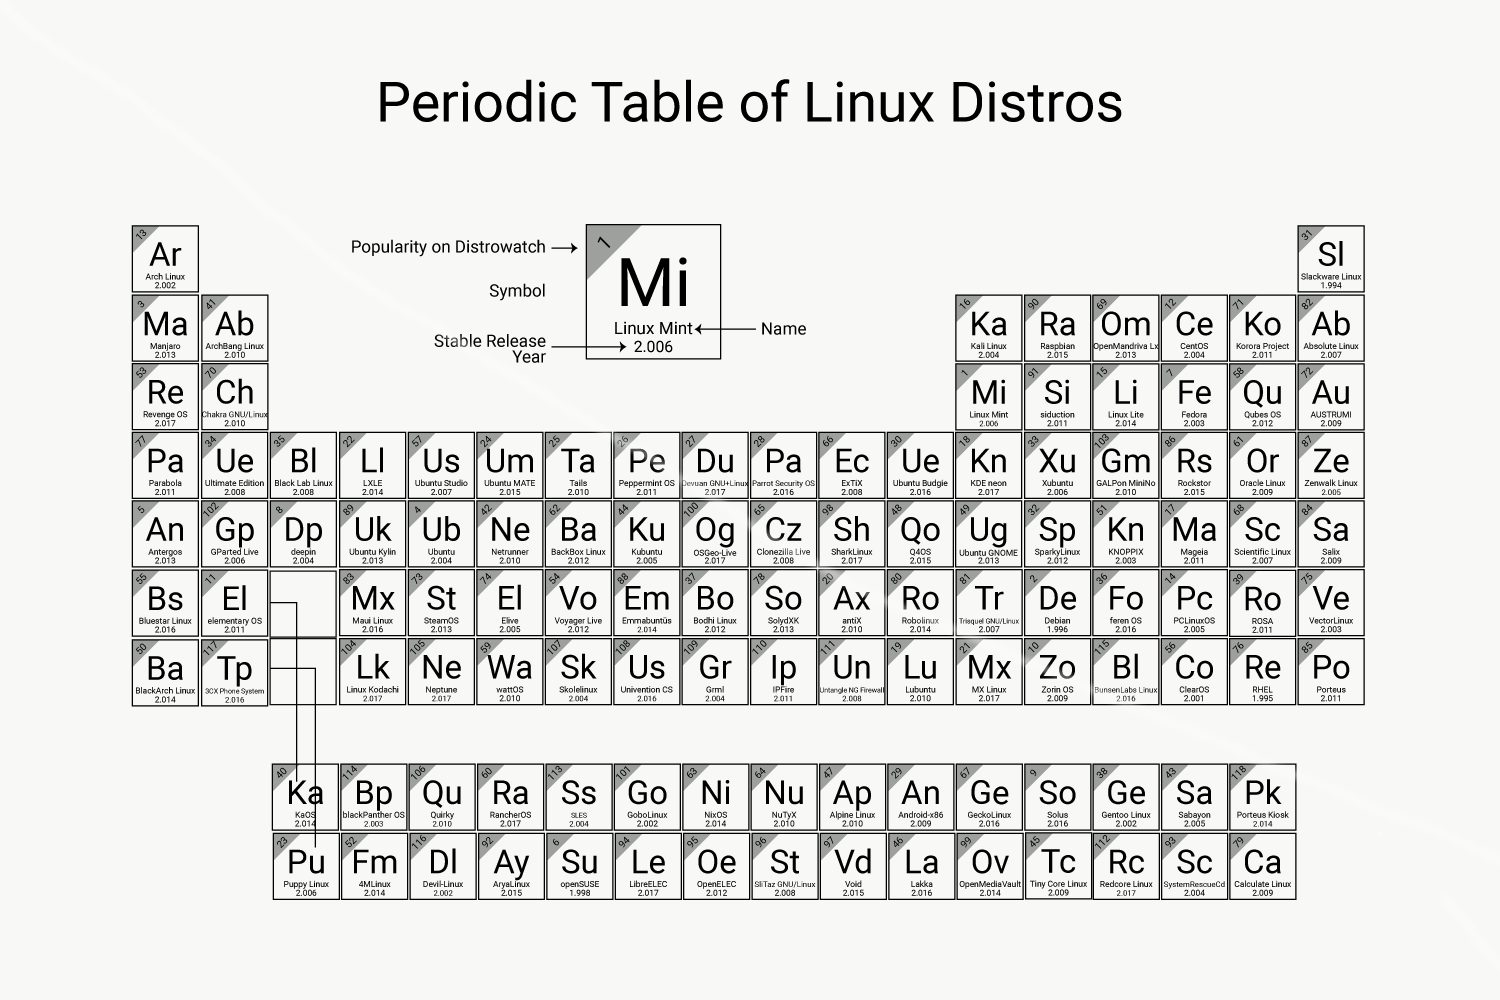 Periodic Table of Linux Distros
Popularity on Distrowatch
Symbol
Stable Release
Year
1
Mi
Linux Mint
2.006
Name
13
Ar
Arch Linux
2.002
31
Sl
Slackware Linux
1.994
3
Ma
Manjaro
2.013
41
Ab
ArchBang Linux
2.010
16
Ka
Kali Linux
2.004
90
Ra
Raspbian
2.015
69
Om
OpenMandriva Lx
2.013
12
Ce
CentOS
2.004
71
Ko
Korora Project
2.011
82
Ab
Absolute Linux
2.007
53
Re
Revenge OS
2.017
70
Ch
Chakra GNU/Linux
2.010
1
Mi
Linux Mint
2.006
91
Si
siduction
2.011
15
Li
Linux Lite
2.014
7
Fe
Fedora
2.003
58
Qu
Qubes OS
2.012
72
Au
AUSTRUMI
2.009
77
Pa
Parabola
2.011
34
Ue
Ultimate Edition
2.008
35
Bl
Black Lab Linux
2.008
22
Ll
LXLE
2.014
57
Us
Ubuntu Studio
2.007
24
Um
Ubuntu MATE
2.015
25
Ta
Tails
2.010
26
Pe
Peppermint OS
2.011
27
Du
Devuan GNU+Linux
2.017
28
Pa
Parrot Security OS
2.016
66
Ec
ExTiX
2.008
30
Ue
Ubuntu Budgie
2.016
18
Kn
KDE neon
2.017
33
Xu
Xubuntu
2.006
103
Gm
GALPon MiniNo
2.010
86
Rs
Rockstor
2.015
61
Or
Oracle Linux
2.009
87
Ze
Zenwalk Linux
2.005
5
An
Antergos
2.013
102
Gp
GParted Live
2.006
8
Dp
deepin
2.004
89
Uk
Ubuntu Kylin
2.013
4
Ub
Ubuntu
2.004
42
Ne
Netrunner
2.010
62
Ba
BackBox Linux
2.012
44
Ku
Kubuntu
2.005
100
Og
OSGeo-Live
2.017
65
Cz
Clonezilla Live
2.008
98
Sh
SharkLinux
2.017
48
Qo
Q4OS
2.015
49
Ug
Ubuntu GNOME
2.013
32
Sp
SparkyLinux
2.012
51
Kn
KNOPPIX
2.003
17
Ma
Mageia
2.011
68
Sc
Scientific Linux
2.007
84
Sa
Salix
2.009
55
Bs
Bluestar Linux
2.016
11
El
elementary OS
2.011
83
Mx
Maui Linux
2.016
73
St
SteamOS
2.013
74
El
Elive
2.005
54
Vo
Voyager Live
2.012
88
Em
Emmabuntüs
2.014
37
Bo
Bodhi Linux
2.012
78
So
SolydXK
2.013
20
Ax
antiX
2.010
80
Ro
Robolinux
2.014
81
Tr
Trisquel GNU/Linux
2.007
2
De
Debian
1.996
36
Fo
feren OS
2.016
14
Pc
PCLinuxOS
2.005
39
Ro
ROSA
2.011
75
Ve
VectorLinux
2.003
50
Ba
BlackArch Linux
2.014
117
Tp
3CX Phone System
2.016
104
Lk
Linux Kodachi
2.017
105
Ne
Neptune
2.017
59
Wa
wattOS
2.010
107
Sk
Skolelinux
2.004
108
Us
Univention CS
2.016
109
Gr
Grml
2.004
110
Ip
IPFire
2.011
111
Un
Untangle NG Firewall
2.008
19
Lu
Lubuntu
2.010
21
Mx
MX Linux
2.017
10
Zo
Zorin OS
2.009
115
Bl
BunsenLabs Linux
2.016
56
Co
ClearOS
2.001
76
Re
RHEL
1.995
85
Po
Porteus
2.011
40
Ka
KaOS
2.014
114
Bp
blackPanther OS
2.003
106
Qu
Quirky
2.010
60
Ra
RancherOS
2.017
113
Ss
SLES
2.004
101
Go
GoboLinux
2.002
63
Ni
NixOS
2.014
64
Nu
NuTyX
2.010
47
Ap
Alpine Linux
2.010
29
An
Android-x86
2.009
67
Ge
GeckoLinux
2.016
9
So
Solus
2.016
38
Ge
Gentoo Linux
2.002
43
Sa
Sabayon
2.005
118
Pk
Porteus Kiosk
2.014
23
Pu
Puppy Linux
2.006
52
Fm
4MLinux
2.014
116
Dl
Devil-Linux
2.002
92
Ay
AryaLinux
2.015
6
Su
openSUSE
1.998
94
Le
LibreELEC
2.017
95
Oe
OpenELEC
2.012
96
St
SliTaz GNU/Linux
2.008
97
Vd
Void
2.015
46
La
Lakka
2.016
99
Ov
OpenMediaVault
2.014
45
Tc
Tiny Core Linux
2.009
112
Rc
Redcore Linux
2.017
93
Sc
SystemRescueCd
2.004
79
Ca
Calculate Linux
2.009